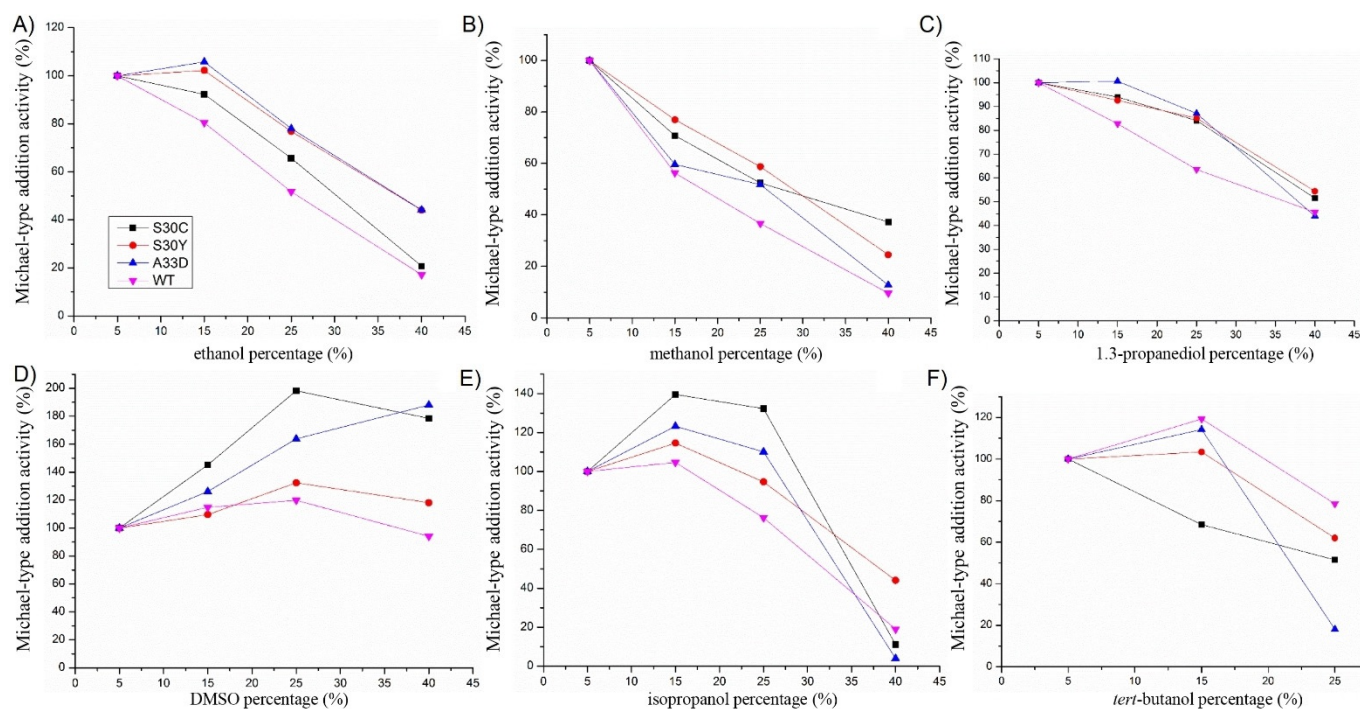 A)
Michael-type addition activity (%)
120
100
80
60
40
20
0
S30C
S30Y
A33D
WT
0 5 10 15 20 25 30 35 40 45
ethanol percentage (%)
B)
Michael-type addition activity (%)
100
80
60
40
20
0
0 5 10 15 20 25 30 35 40 45
methanol percentage (%)
C)
Michael-type addition activity (%)
110
100
90
80
70
60
50
40
30
20
10
0
0 5 10 15 20 25 30 35 40 45
1.3-propanediol percentage (%)
D)
Michael-type addition activity (%)
200
180
160
140
120
100
80
60
40
20
0
0 5 10 15 20 25 30 35 40 45
DMSO percentage (%)
E)
Michael-type addition activity (%)
140
120
100
80
60
40
20
0
0 5 10 15 20 25 30 35 40 45
isopropanol percentage (%)
F)
Michael-type addition activity (%)
120
100
80
60
40
20
0
0 5 10 15 20 25
tert-butanol percentage (%)